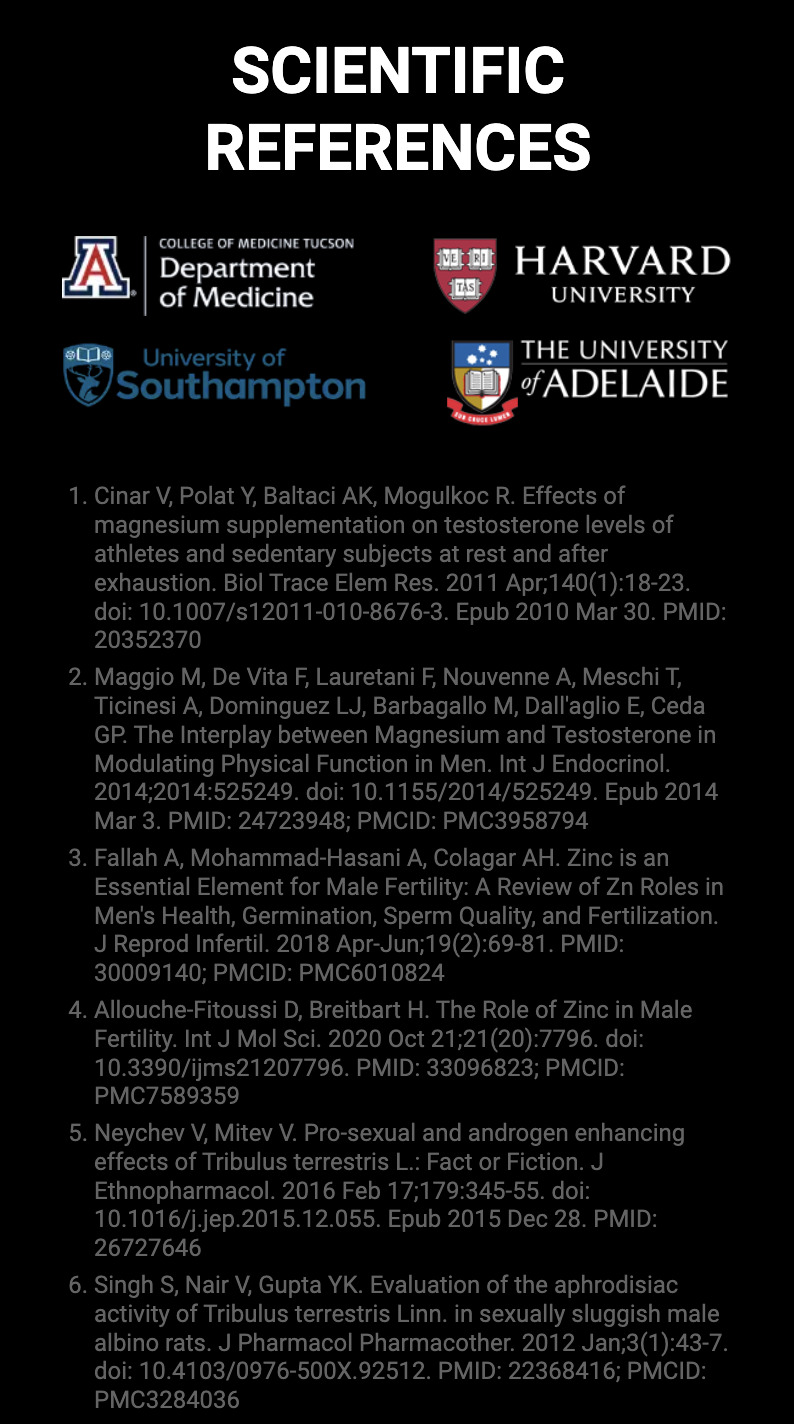 SCIENTIFIC
REFERENCES
COLLEGE OF MEDICINE TUCSON
Department
of Medicine
HARVARD
UNIVERSITY
VE RI
TAS
University of
Southampton
THE UNIVERSITY
of ADELAIDE
SUB CRUCE LUMEN
1. Cinar V, Polat Y, Baltaci AK, Mogulkoc R. Effects of
magnesium supplementation on testosterone levels of
athletes and sedentary subjects at rest and after
exhaustion. Biol Trace Elem Res. 2011 Apr;140(1):18-23.
doi: 10.1007/s12011-010-8676-3. Epub 2010 Mar 30. PMID:
20352370
2. Maggio M, De Vita F, Lauretani F, Nouvenne A, Meschi T,
Ticinesi A, Dominguez LJ, Barbagallo M, Dall'aglio E, Ceda
GP. The Interplay between Magnesium and Testosterone in
Modulating Physical Function in Men. Int J Endocrinol.
2014;2014:525249. doi: 10.1155/2014/525249. Epub 2014
Mar 3. PMID: 24723948; PMCID: PMC3958794
3. Fallah A, Mohammad-Hasani A, Colagar AH. Zinc is an
Essential Element for Male Fertility: A Review of Zn Roles in
Men's Health, Germination, Sperm Quality, and Fertilization.
J Reprod Infertil. 2018 Apr-Jun;19(2):69-81. PMID:
30009140; PMCID: PMC6010824
4. Allouche-Fitoussi D, Breitbart H. The Role of Zinc in Male
Fertility. Int J Mol Sci. 2020 Oct 21;21(20):7796. doi:
10.3390/ijms21207796. PMID: 33096823; PMCID:
PMC7589359
5. Neychev V, Mitev V. Pro-sexual and androgen enhancing
effects of Tribulus terrestris L.: Fact or Fiction. J
Ethnopharmacol. 2016 Feb 17;179:345-55. doi:
10.1016/j.jep.2015.12.055. Epub 2015 Dec 28. PMID:
26727646
6. Singh S, Nair V, Gupta YK. Evaluation of the aphrodisiac
activity of Tribulus terrestris Linn. in sexually sluggish male
albino rats. J Pharmacol Pharmacother. 2012 Jan;3(1):43-7.
doi: 10.4103/0976-500X.92512. PMID: 22368416; PMCID:
PMC3284036